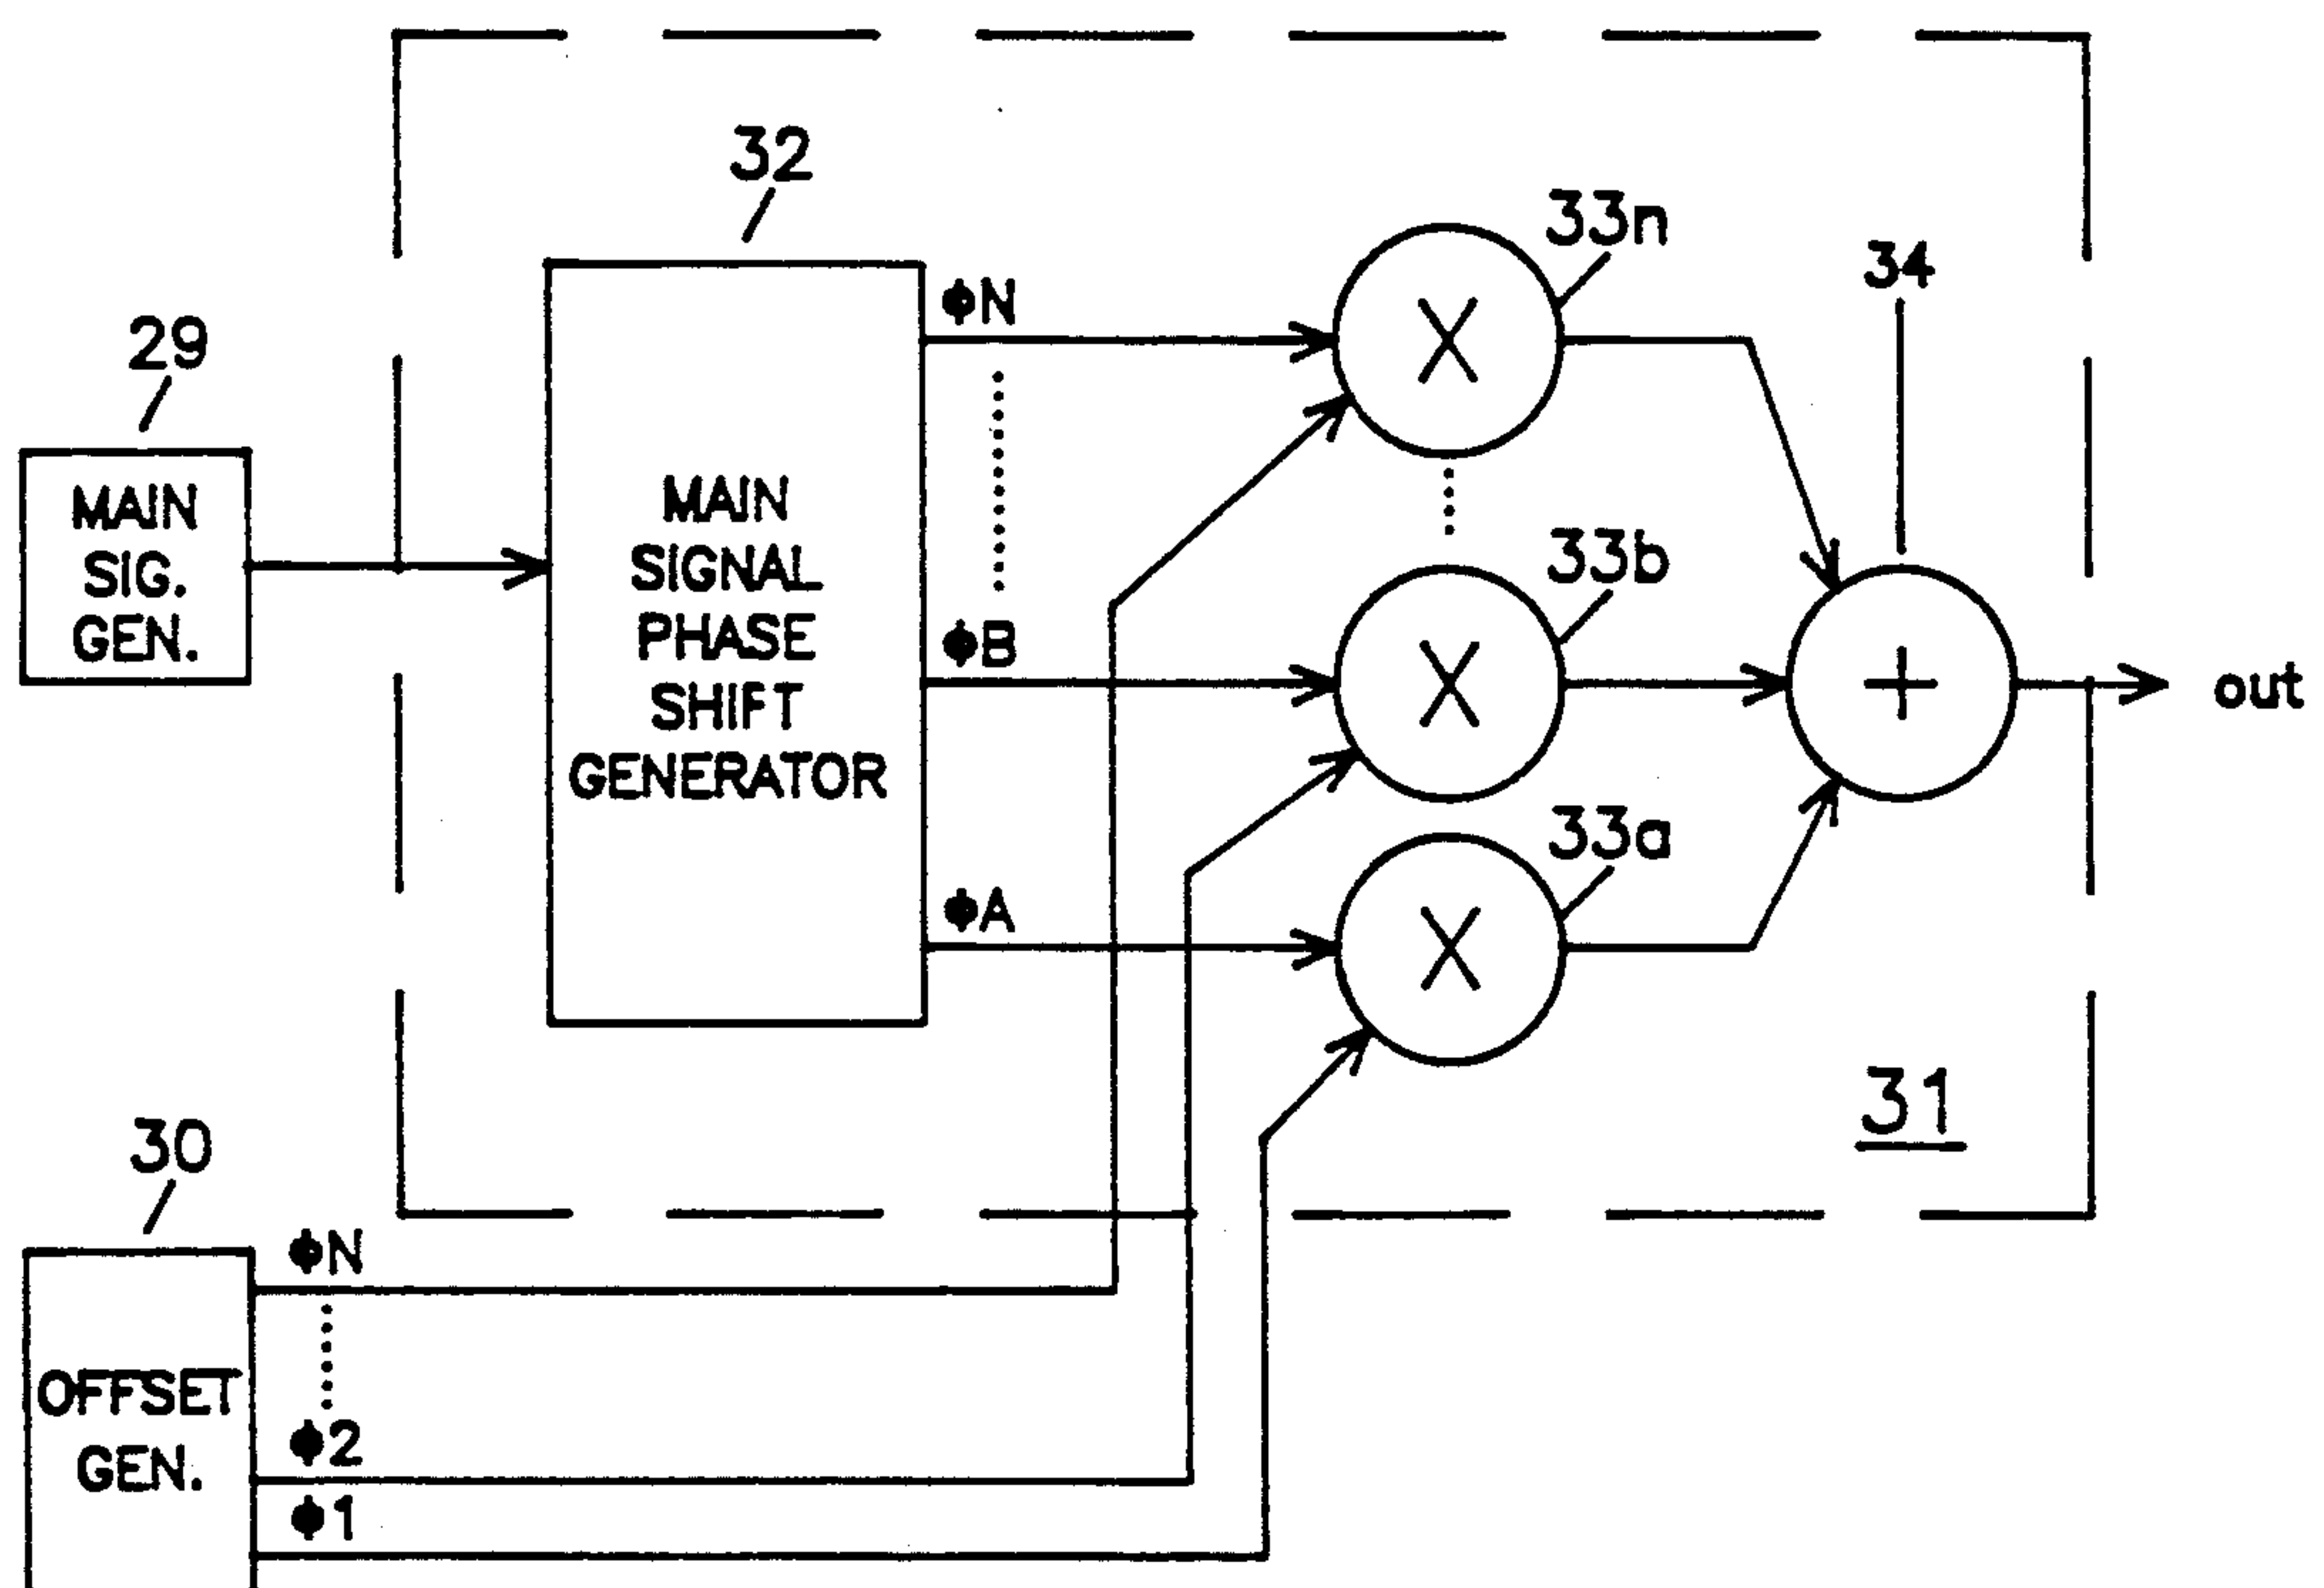 32
33n
34
ΦN
29
MAIN
SIG.
GEN.
MAIN
SIGNAL
PHASE
SHIFT
GENERATOR
X
33b
ΦB
X
+
out
33a
ΦA
X
31
30
ΦN
OFFSET
GEN.
Φ2
Φ1